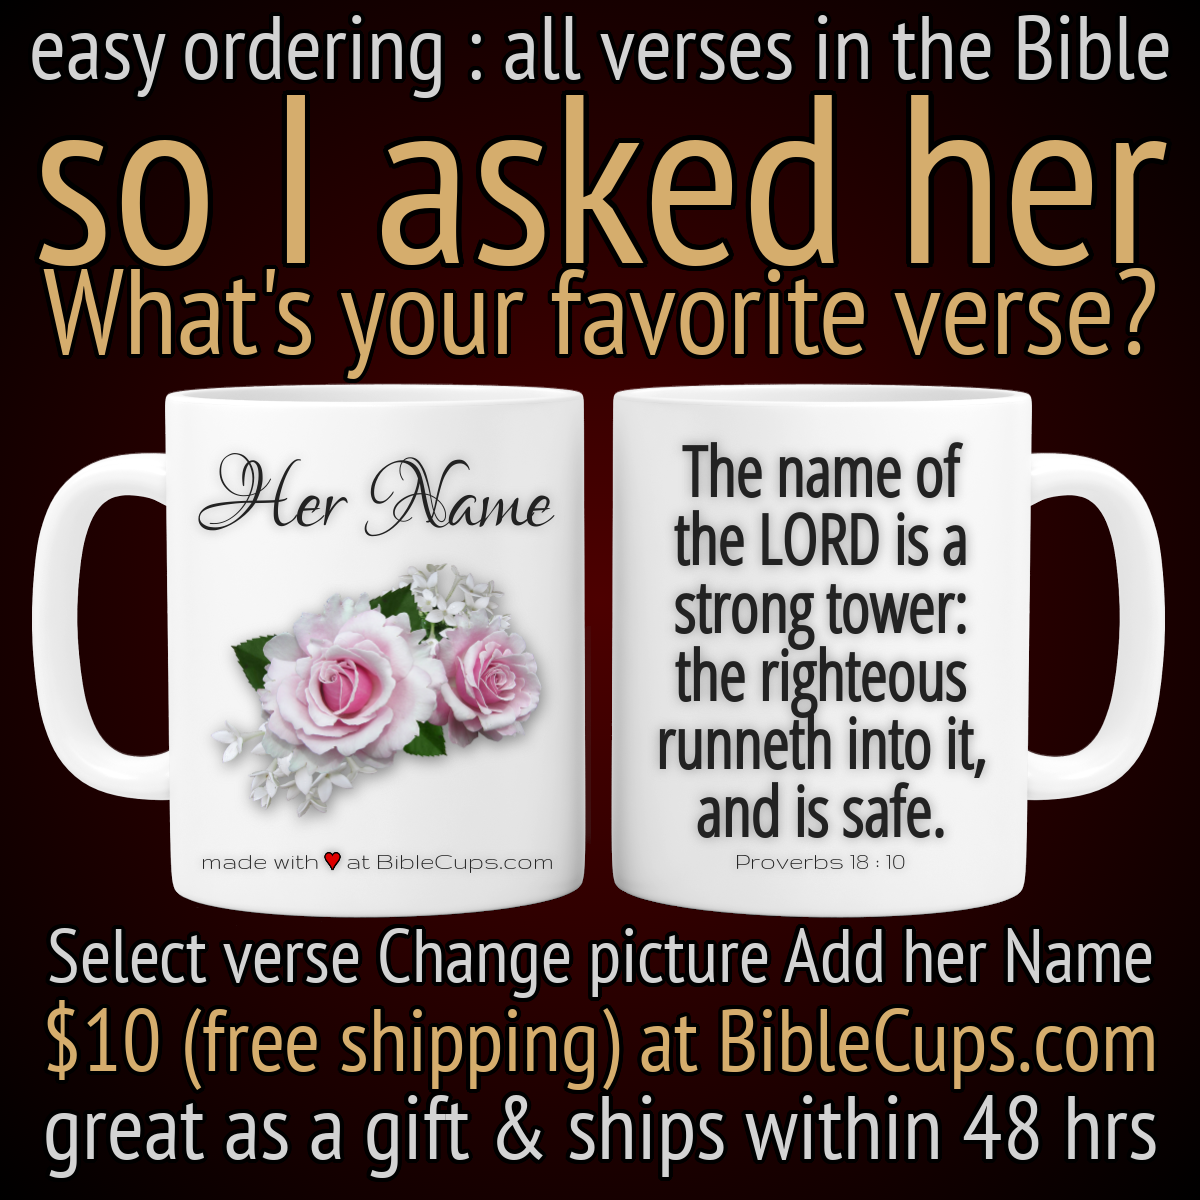 easy ordering : all verses in the Bible
so I asked her
What's your favorite verse?
Her Name
made with ♥ at BibleCups.com
The name of
the LORD is a
strong tower:
the righteous
runneth into it,
and is safe.
Proverbs 18 : 10
Select verse Change picture Add her Name
$10 (free shipping) at BibleCups.com
great as a gift & ships within 48 hrs